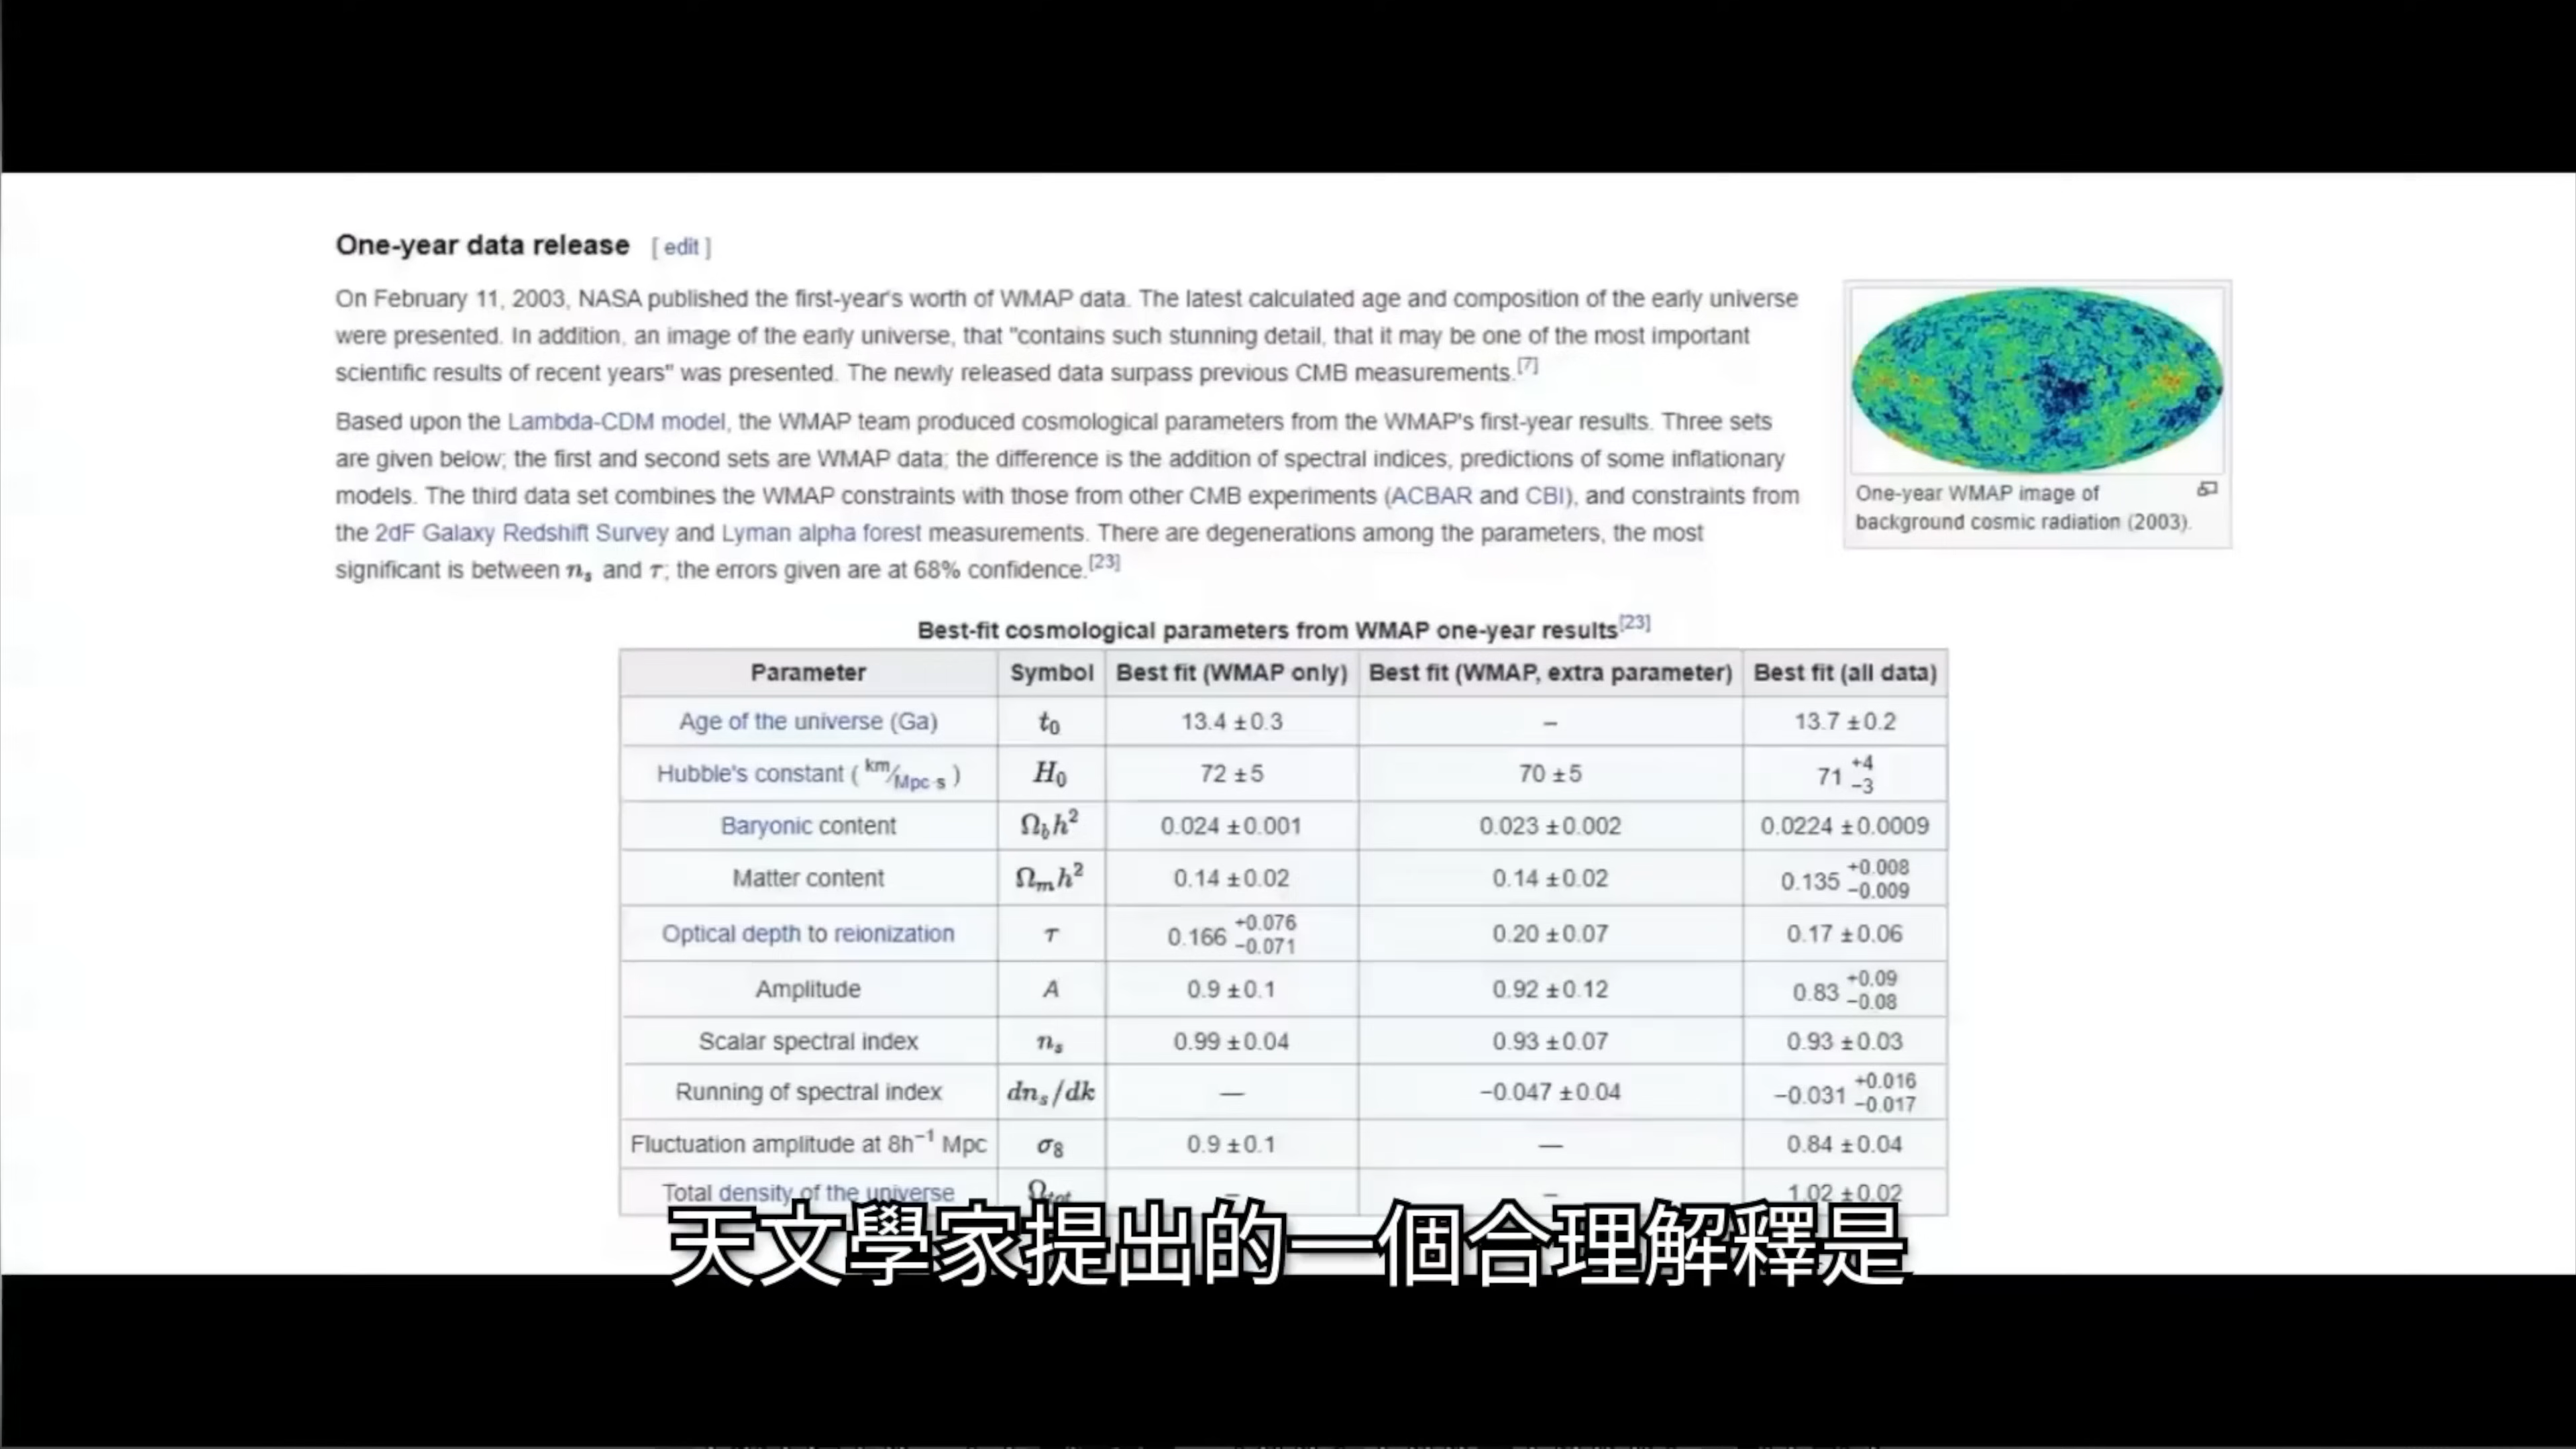 One-year data release [ edit ]
On February 11, 2003, NASA published the first-year's worth of WMAP data. The latest calculated age and composition of the early universe
were presented. In addition, an image of the early universe, that "contains such stunning detail, that it may be one of the most important
scientific results of recent years" was presented. The newly released data surpass previous CMB measurements.[7]
Based upon the Lambda-CDM model, the WMAP team produced cosmological parameters from the WMAP's first-year results. Three sets
are given below; the first and second sets are WMAP data; the difference is the addition of spectral indices, predictions of some inflationary
models. The third data set combines the WMAP constraints with those from other CMB experiments (ACBAR and CBI), and constraints from
the 2dF Galaxy Redshift Survey and Lyman alpha forest measurements. There are degenerations among the parameters, the most
significant is between nₛ and τ; the errors given are at 68% confidence.[23]
One-year WMAP image of
background cosmic radiation (2003).
Best-fit cosmological parameters from WMAP one-year results[23]
Parameter Symbol Best fit (WMAP only) Best fit (WMAP, extra parameter) Best fit (all data)
Age of the universe (Ga) t₀ 13.4 ±0.3 – 13.7 ±0.2
Hubble's constant ( km⁄Mpc·s ) H₀ 72 ±5 70 ±5 71 +4 −3
Baryonic content Ω_b h² 0.024 ±0.001 0.023 ±0.002 0.0224 ±0.0009
Matter content Ω_m h² 0.14 ±0.02 0.14 ±0.02 0.135 +0.008 −0.009
Optical depth to reionization τ 0.166 +0.076 −0.071 0.20 ±0.07 0.17 ±0.06
Amplitude A 0.9 ±0.1 0.92 ±0.12 0.83 +0.09 −0.08
Scalar spectral index nₛ 0.99 ±0.04 0.93 ±0.07 0.93 ±0.03
Running of spectral index dnₛ/dk — −0.047 ±0.04 −0.031 +0.016 −0.017
Fluctuation amplitude at 8h⁻¹ Mpc σ₈ 0.9 ±0.1 — 0.84 ±0.04
Total density of the universe Ω_tot – – 1.02 ±0.02
天文學家提出的一個合理解釋是